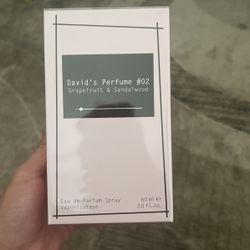 David's Perfume #02
Grapefruit & Sandalwood
Eau de Parfum Spray
Vaporisateur
60 ml e
2.0 fl.oz.